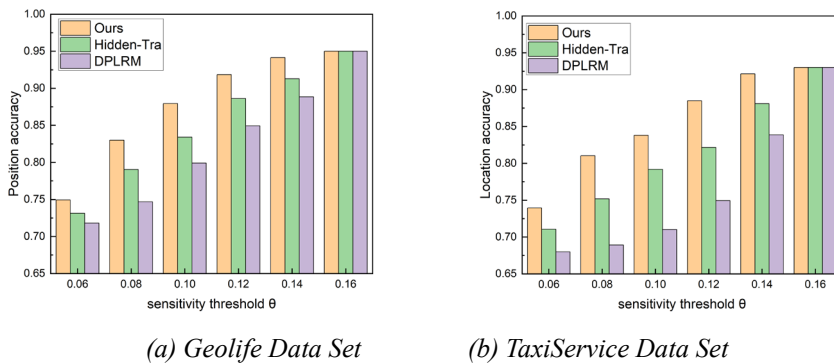 1.00
0.95
0.90
0.85
0.80
0.75
0.70
0.65
Position accuracy
Ours
Hidden-Tra
DPLRM
0.06 0.08 0.10 0.12 0.14 0.16
sensitivity threshold θ
(a) Geolife Data Set
1.00
0.95
0.90
0.85
0.80
0.75
0.70
0.65
Location accuracy
Ours
Hidden-Tra
DPLRM
0.06 0.08 0.10 0.12 0.14 0.16
sensitivity threshold θ
(b) TaxiService Data Set